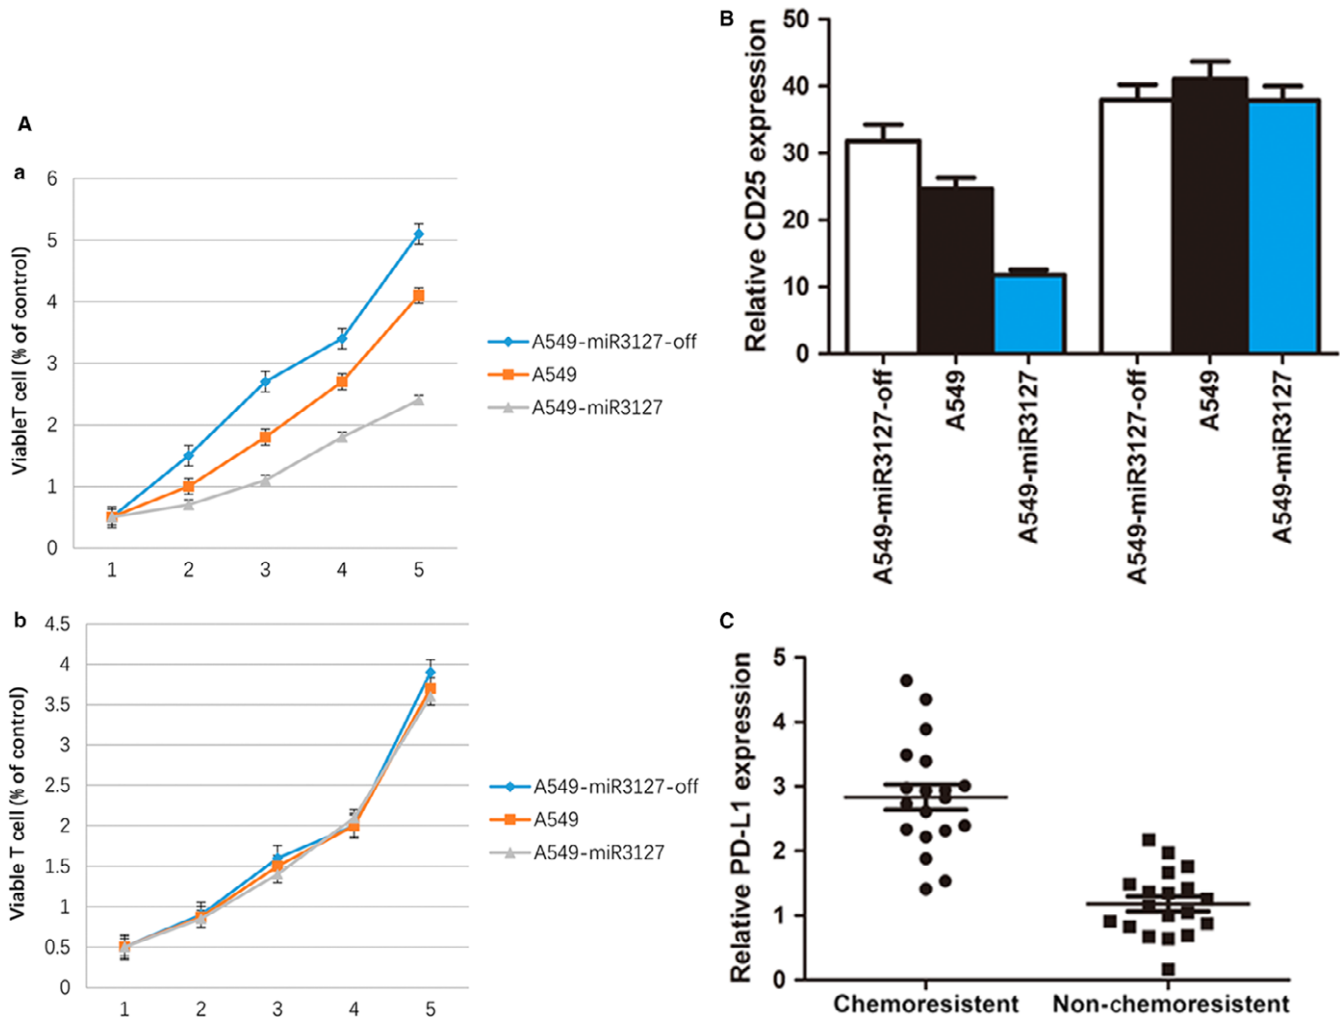 A
a
ViableT cell (% of control)
6
5
4
3
2
1
0
1 2 3 4 5
A549-miR3127-off
A549
A549-miR3127
b
Viable T cell (% of control)
4.5
4
3.5
3
2.5
2
1.5
1
0.5
0
1 2 3 4 5
A549-miR3127-off
A549
A549-miR3127
B
Relative CD25 expression
50
40
30
20
10
0
A549-miR3127-off
A549
A549-miR3127
A549-miR3127-off
A549
A549-miR3127
C
Relative PD-L1 expression
5
4
3
2
1
0
Chemoresistent Non-chemoresistent